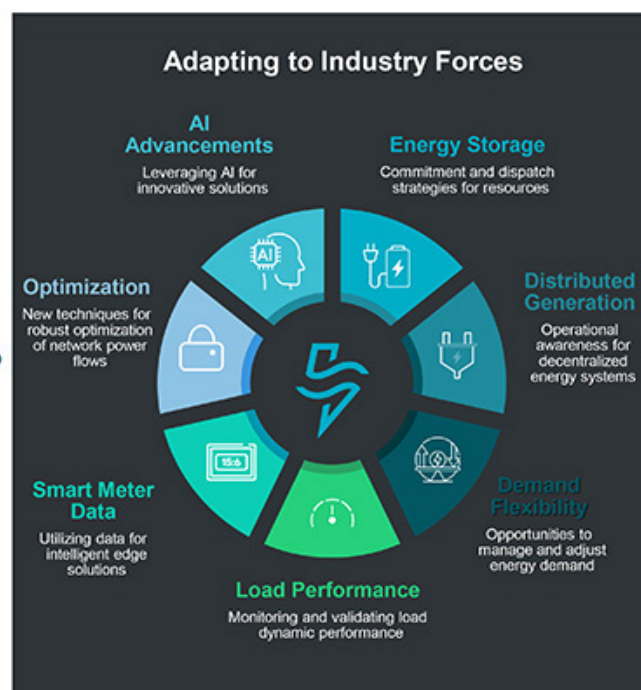 Adapting to Industry Forces
AI
Advancements
Leveraging AI for
innovative solutions
Energy Storage
Commitment and dispatch
strategies for resources
AI
Optimization
New techniques for
robust optimization
of network power
flows
Distributed
Generation
Operational
awareness for
decentralized
energy systems
15:6
Smart Meter
Data
Utilizing data for
intelligent edge
solutions
Demand
Flexibility
Opportunities to
manage and adjust
energy demand
Load Performance
Monitoring and validating load
dynamic performance